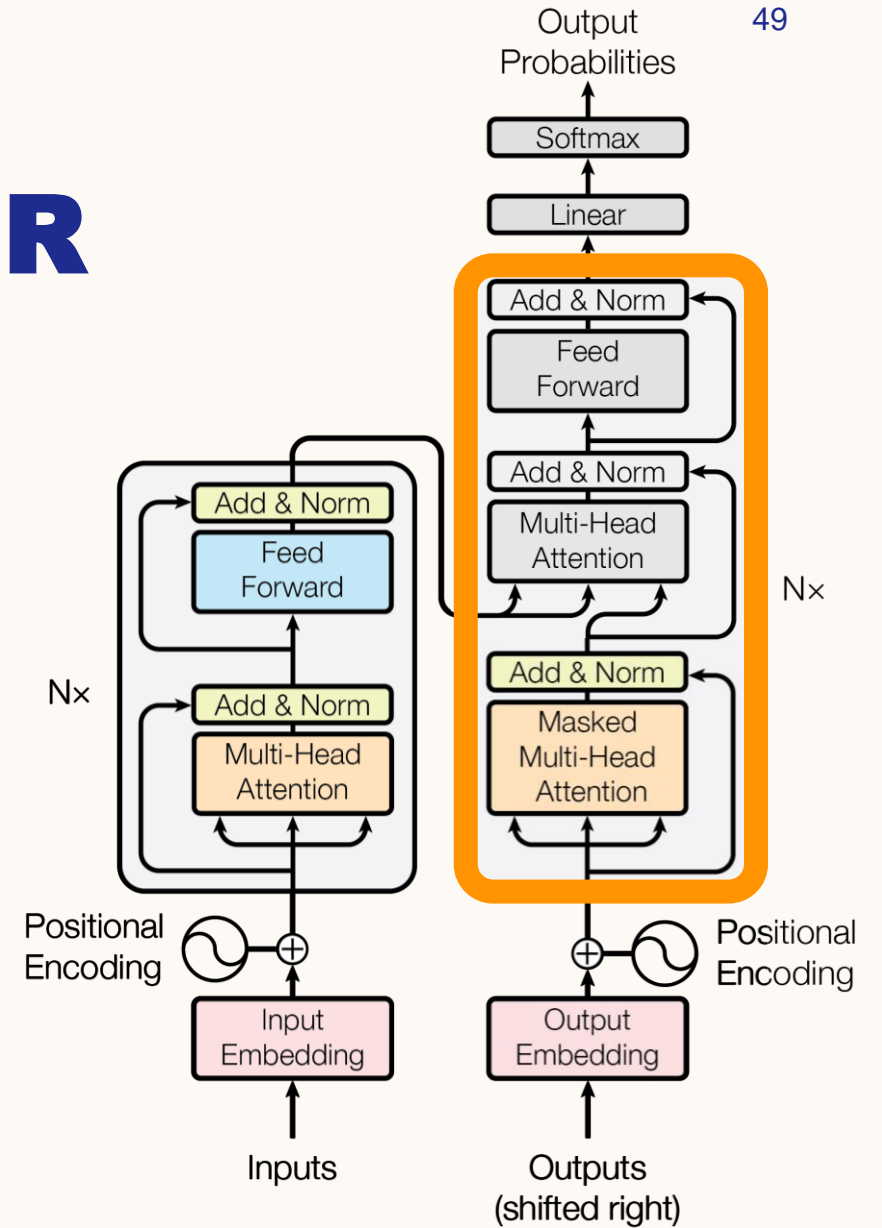 49
R
Output
Probabilities
Softmax
Linear
Add & Norm
Feed
Forward
Add & Norm
Multi-Head
Attention
Nx
Add & Norm
Masked
Multi-Head
Attention
Positional
Encoding
Output
Embedding
Outputs
(shifted right)
Add & Norm
Feed
Forward
Nx
Add & Norm
Multi-Head
Attention
Positional
Encoding
Input
Embedding
Inputs